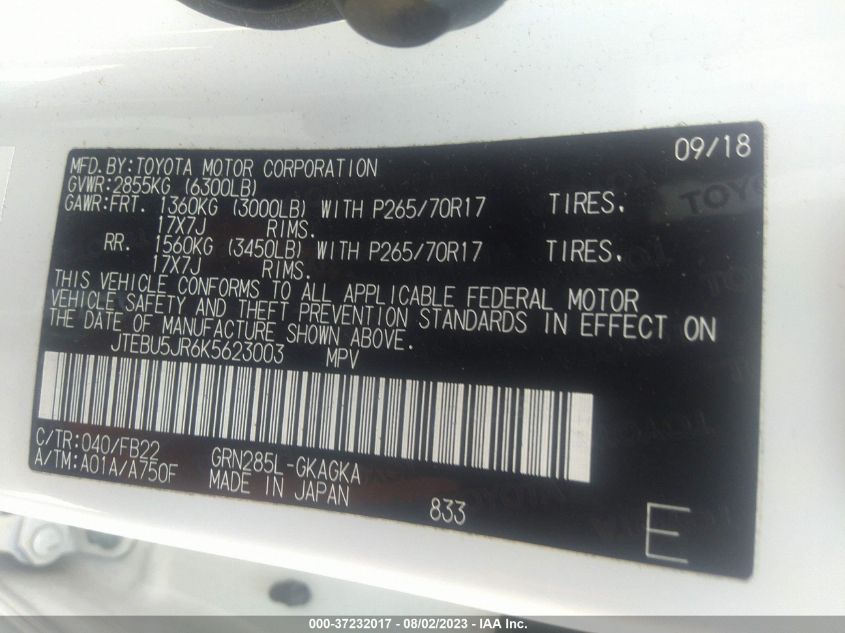 09/18
MFD.BY:TOYOTA MOTOR CORPORATION
GVWR:2855KG (6300LB)
GAWR:FRT. 1360KG (3000LB) WITH P265/70R17 TIRES.
17X7J RIMS.
RR. 1560KG (3450LB) WITH P265/70R17 TIRES.
17X7J RIMS.
THIS VEHICLE CONFORMS TO ALL APPLICABLE FEDERAL MOTOR
VEHICLE SAFETY AND THEFT PREVENTION STANDARDS IN EFFECT ON
THE DATE OF MANUFACTURE SHOWN ABOVE.
JTEBU5JR6K5623003 MPV
C/TR:040/FB22 GRN285L-GKAGKA
A/TM:A01A/A750F MADE IN JAPAN
833
E
000-37232017 - 08/02/2023 - IAA Inc.